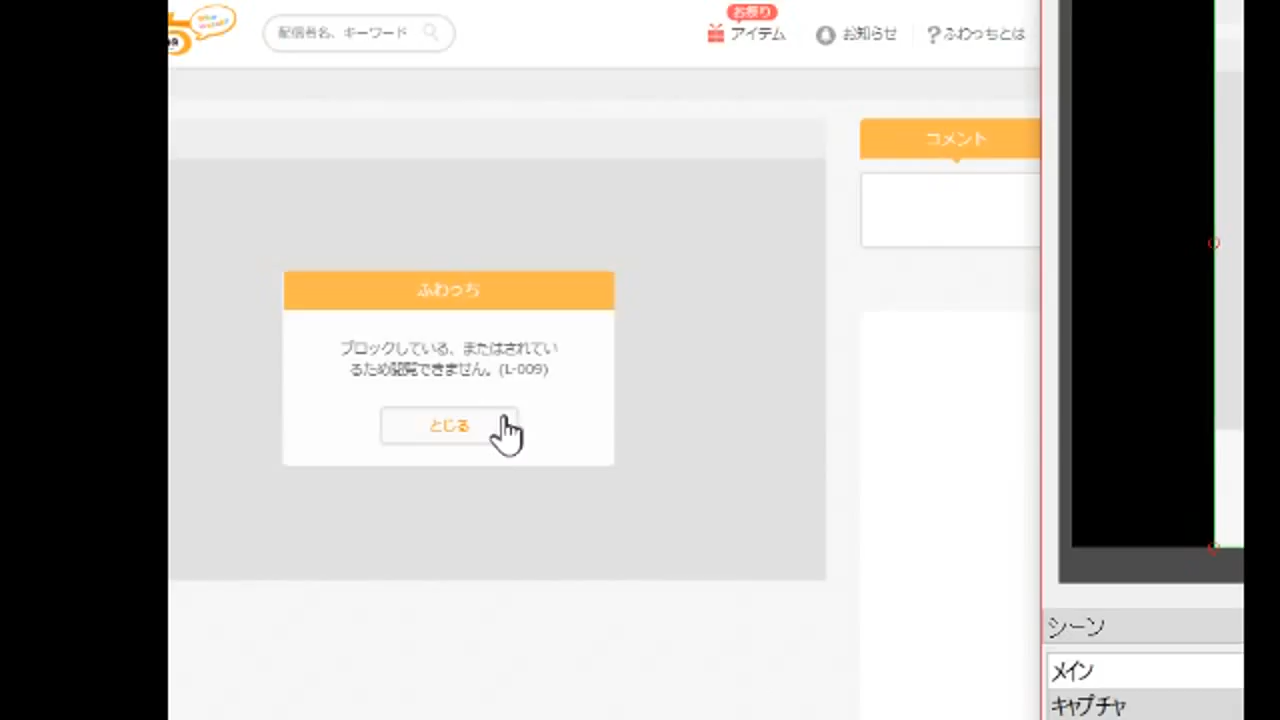 配信者名、キーワード
お祭り
アイテム
お知らせ
?ふわっちとは
コメント
ふわっち
ブロックしている、またはされてい
るため閲覧できません。(L-009)
とじる
シーン
メイン
キャプチャ